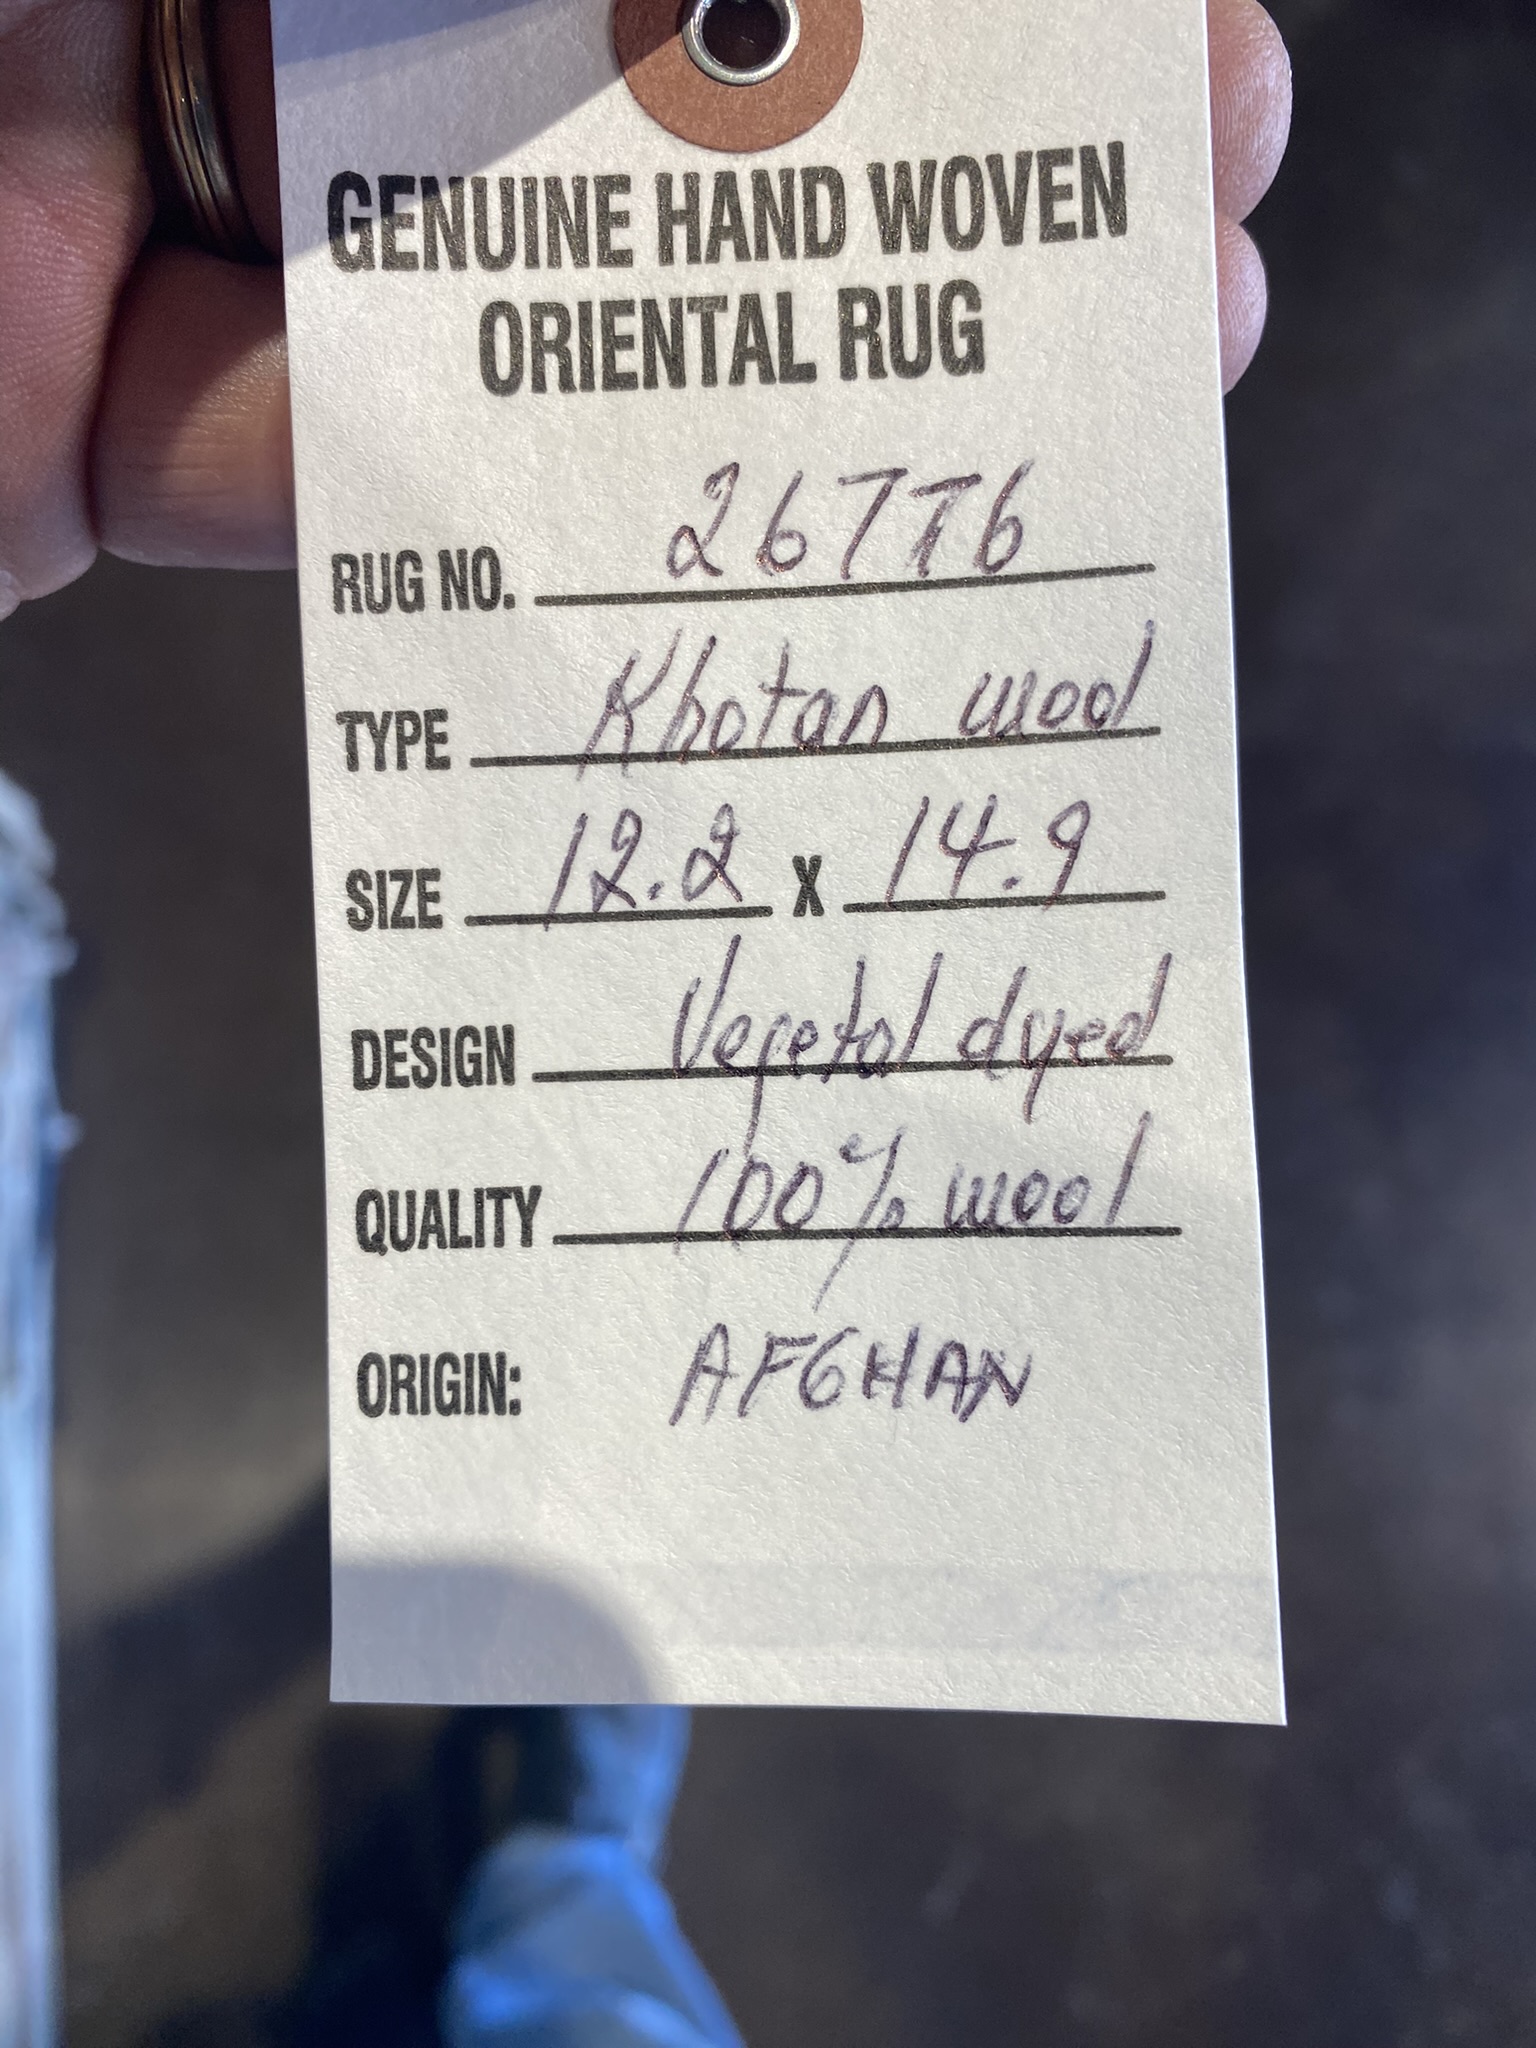 GENUINE HAND WOVEN
ORIENTAL RUG
RUG NO. 267T6
TYPE Khotan wool
SIZE 12.2 X 14.9
DESIGN Vegetal dyed
QUALITY 100% wool
ORIGIN: AFGHAN